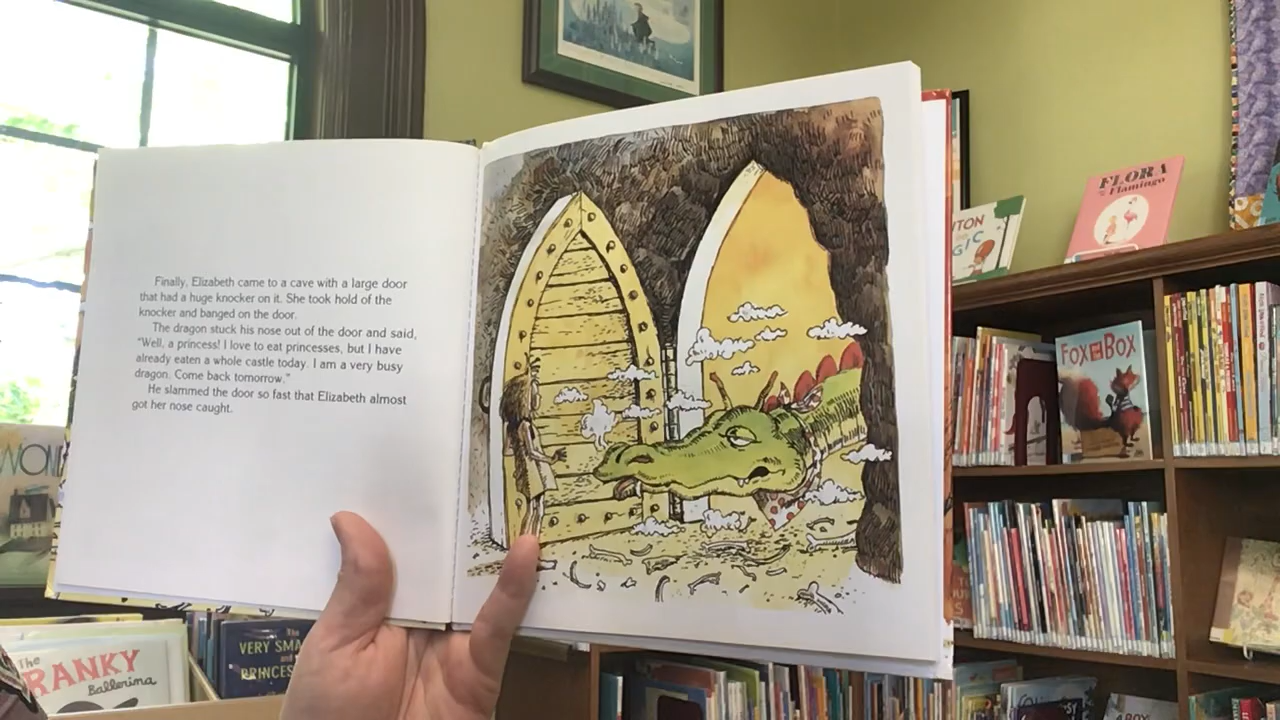 Finally, Elizabeth came to a cave with a large door
that had a huge knocker on it. She took hold of the
knocker and banged on the door.
The dragon stuck his nose out of the door and said,
"Well, a princess! I love to eat princesses, but I have
already eaten a whole castle today. I am a very busy
dragon. Come back tomorrow."
He slammed the door so fast that Elizabeth almost
got her nose caught.
FLORA
Flamingo
FOX
BOX
The
VERY SMA
and
PRINCES
The
RANKY
Ballerina